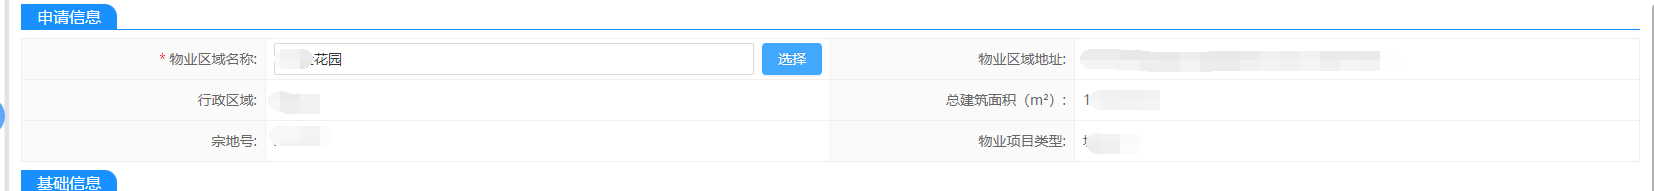 申请信息
* 物业区域名称: 花园 选择 物业区域地址:
行政区域: 总建筑面积（m²）: 1
宗地号: 物业项目类型:
基础信息